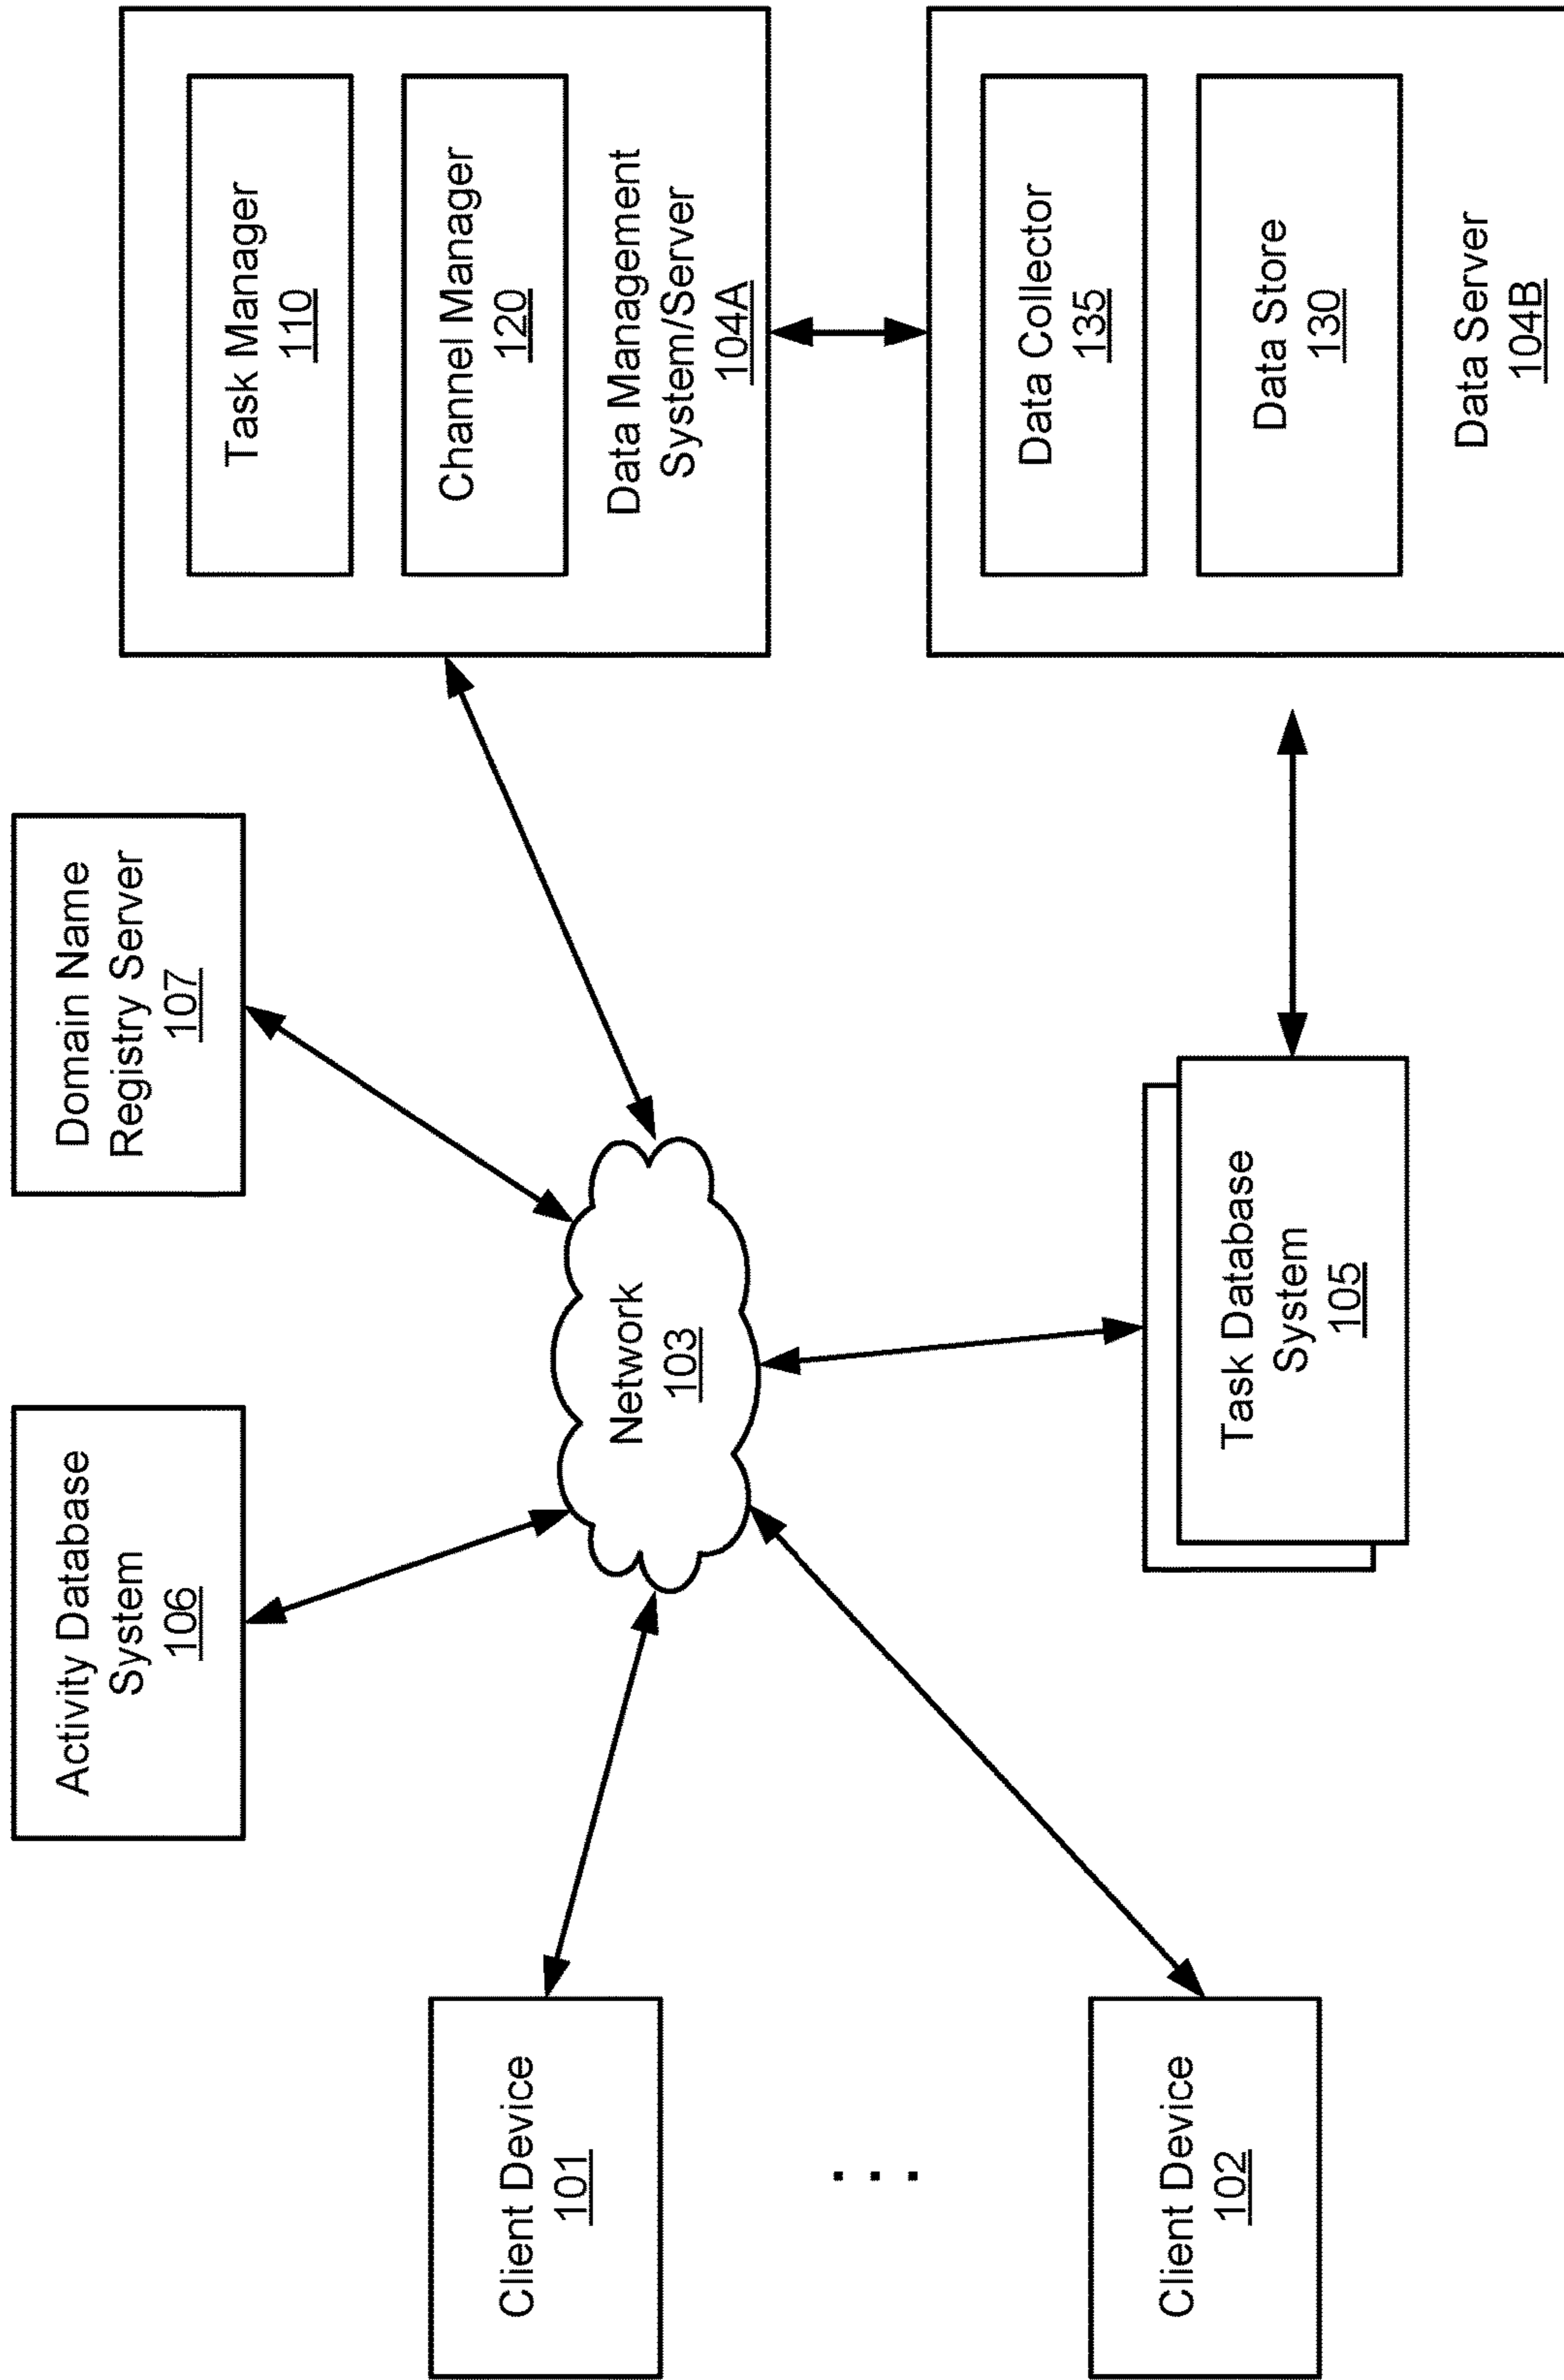 Activity Database
System
106
Domain Name
Registry Server
107
Task Manager
110
Channel Manager
120
Data Management
System/Server
104A
Client Device
101
Network
103
. . .
Client Device
102
Task Database
System
105
Data Collector
135
Data Store
130
Data Server
104B